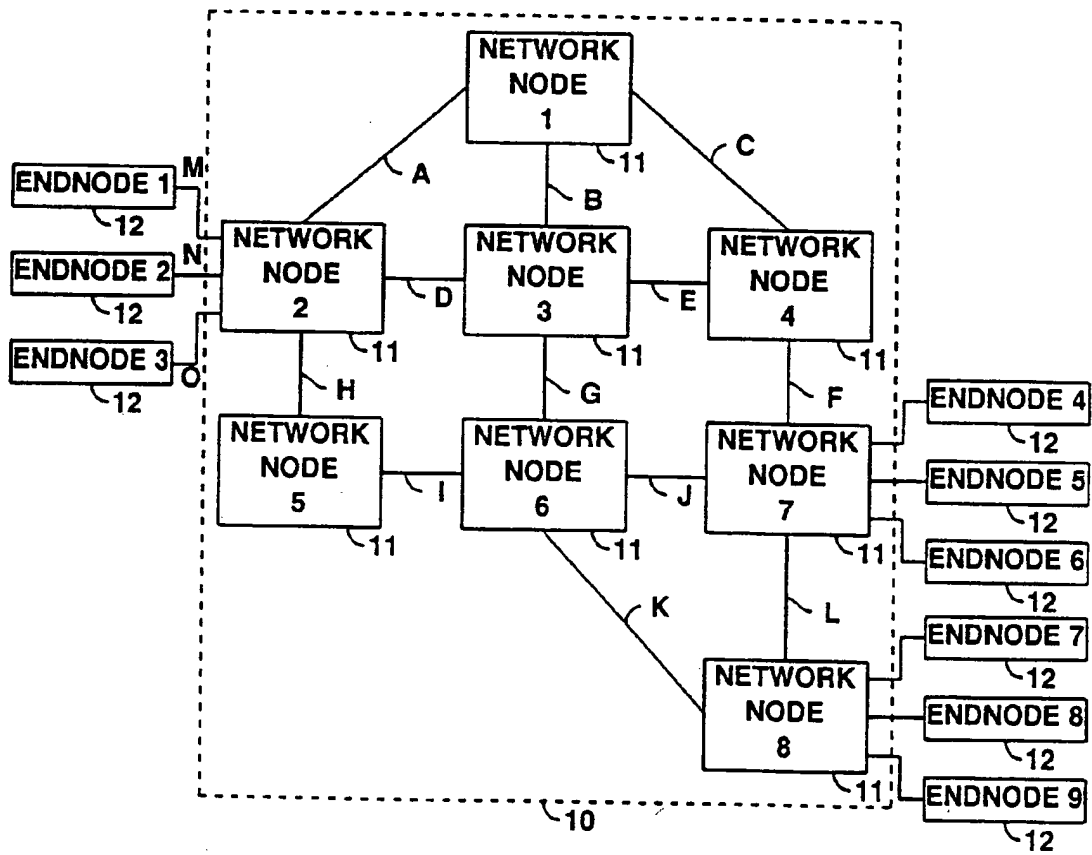 NETWORK
NODE
1
11
A
B
C
ENDNODE 1
M
12
ENDNODE 2
N
12
ENDNODE 3
O
12
NETWORK
NODE
2
11
D
NETWORK
NODE
3
11
E
NETWORK
NODE
4
11
H
G
F
NETWORK
NODE
5
11
I
NETWORK
NODE
6
11
J
NETWORK
NODE
7
11
ENDNODE 4
12
ENDNODE 5
12
ENDNODE 6
12
K
L
NETWORK
NODE
8
11
ENDNODE 7
12
ENDNODE 8
12
ENDNODE 9
12
10